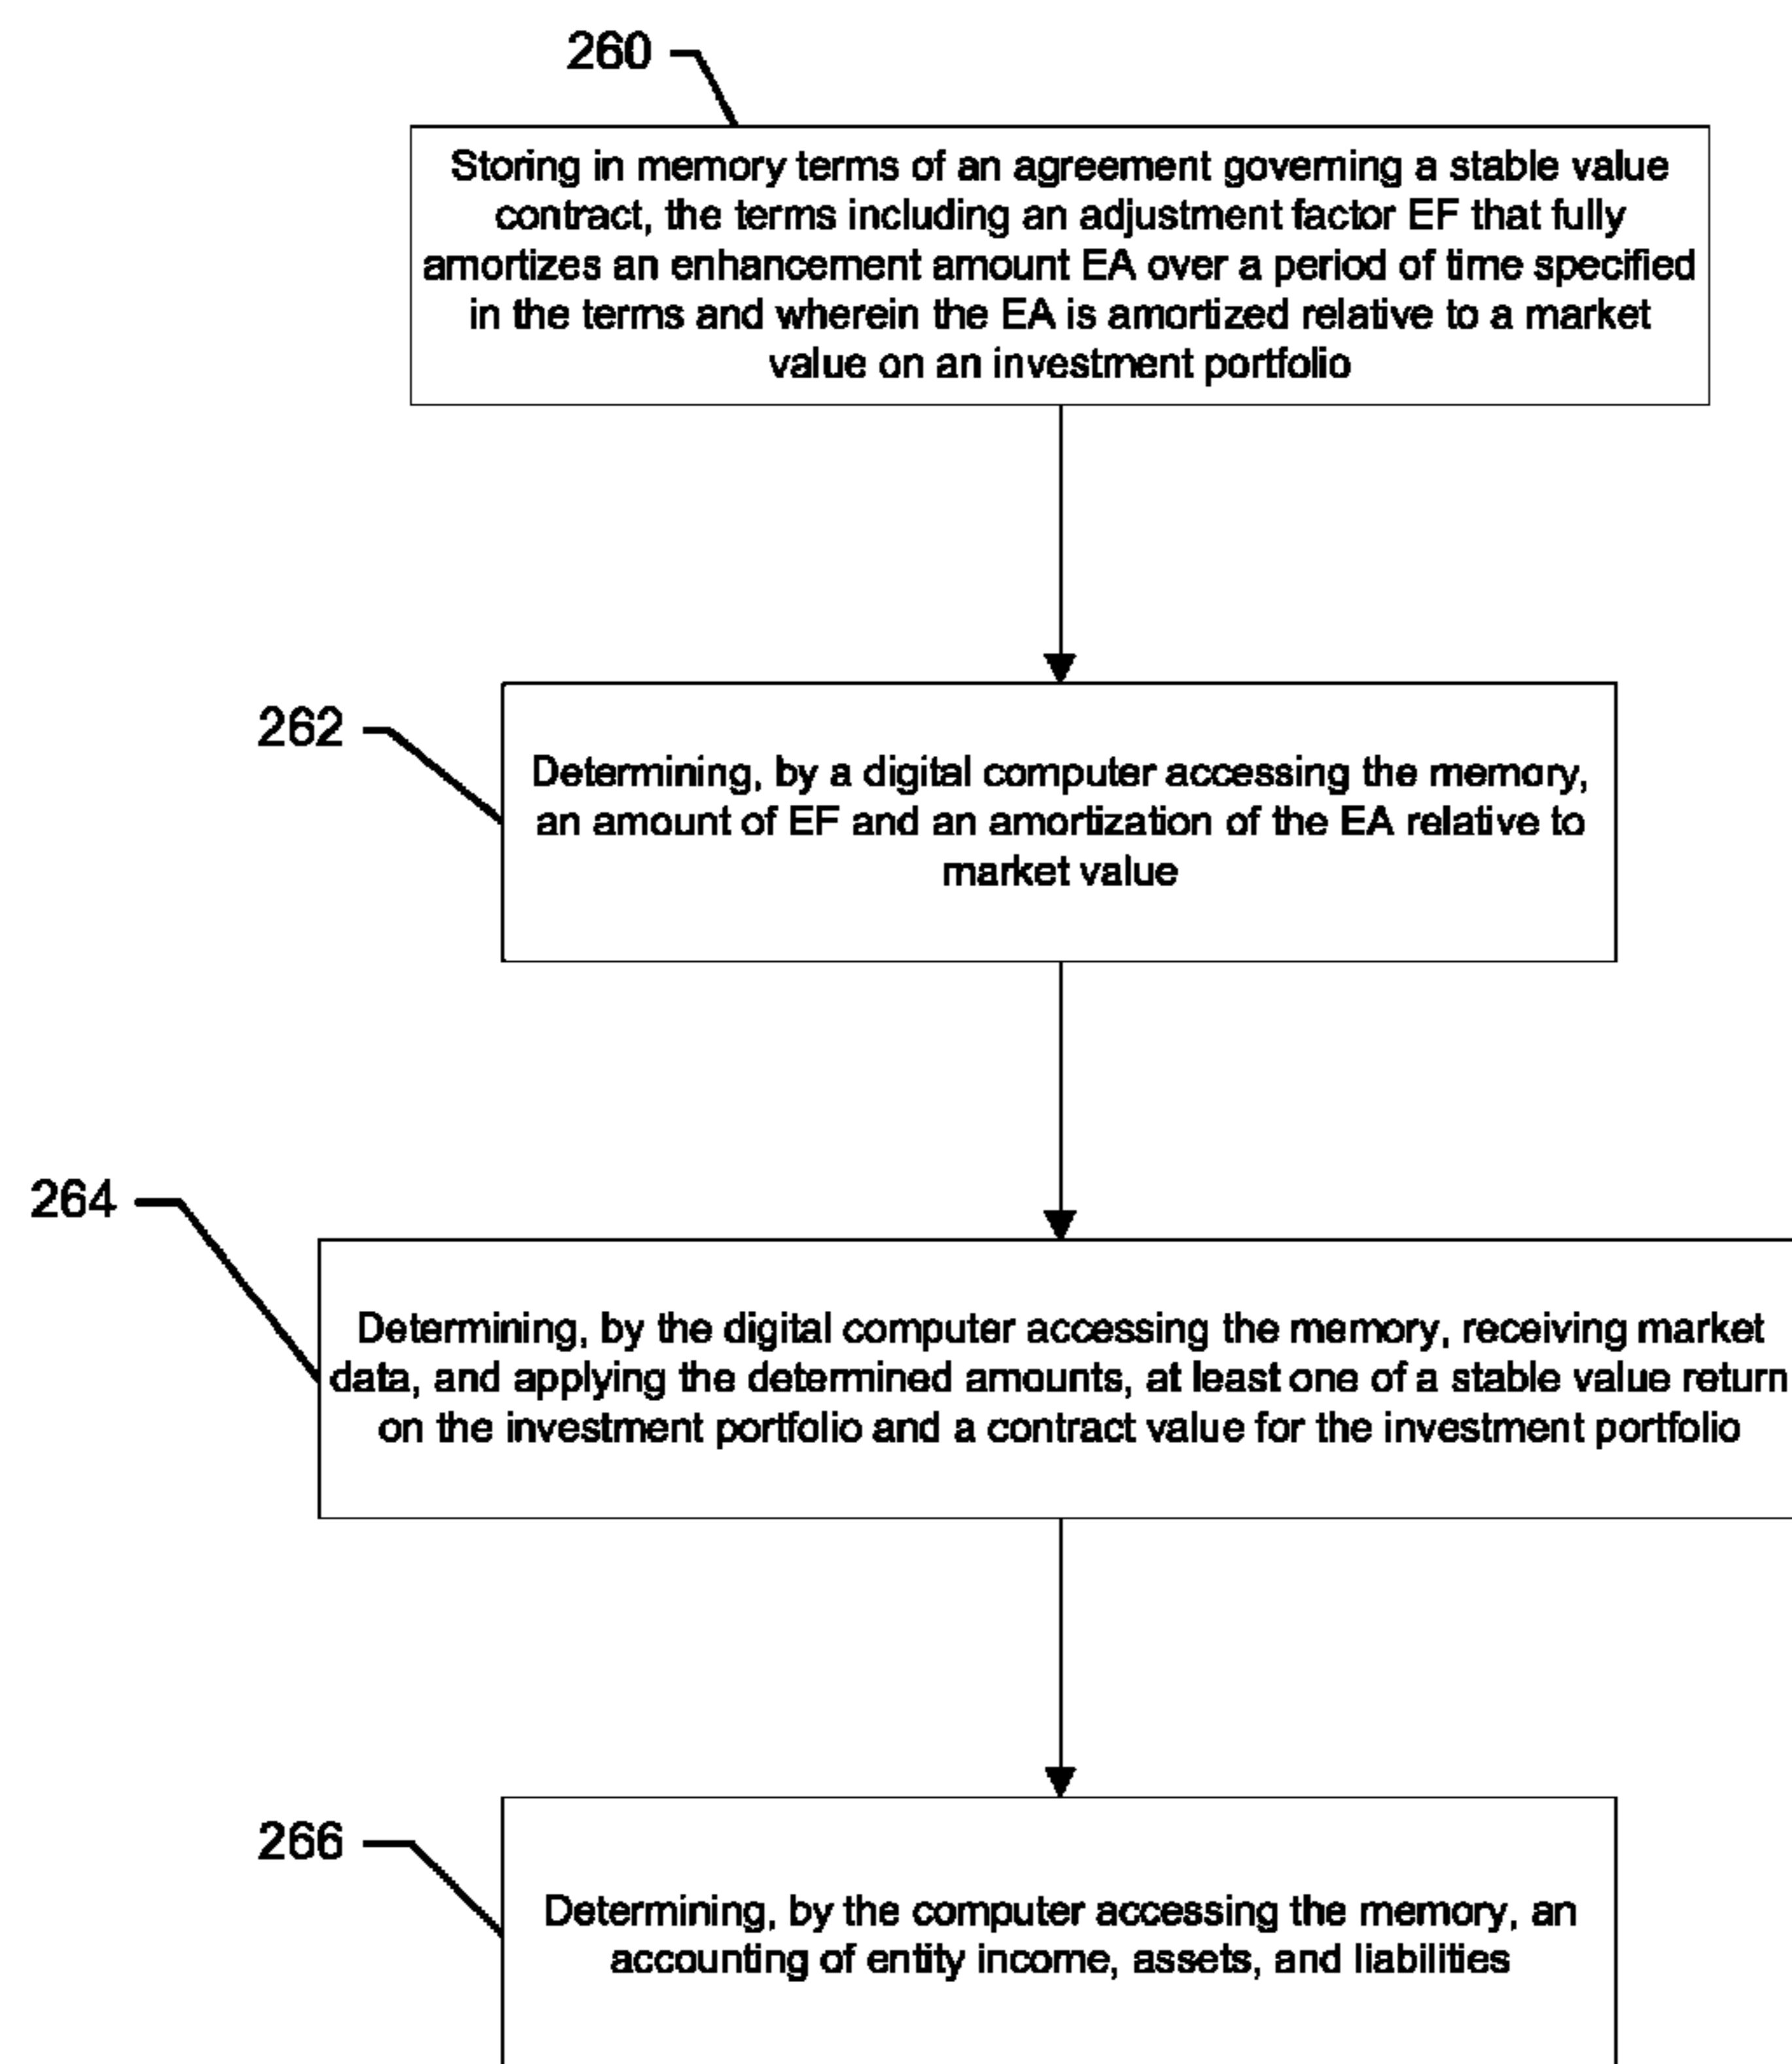 260
Storing in memory terms of an agreement governing a stable value
contract, the terms including an adjustment factor EF that fully
amortizes an enhancement amount EA over a period of time specified
in the terms and wherein the EA is amortized relative to a market
value on an investment portfolio
262
Determining, by a digital computer accessing the memory,
an amount of EF and an amortization of the EA relative to
market value
264
Determining, by the digital computer accessing the memory, receiving market
data, and applying the determined amounts, at least one of a stable value return
on the investment portfolio and a contract value for the investment portfolio
266
Determining, by the computer accessing the memory, an
accounting of entity income, assets, and liabilities